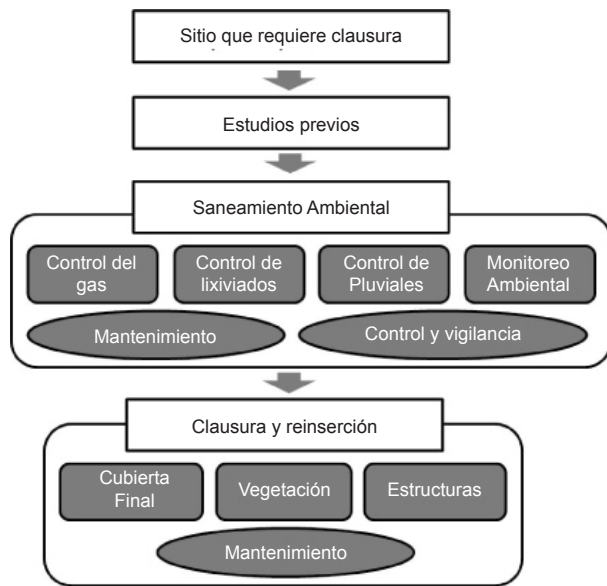 Sitio que requiere clausura
Estudios previos
Saneamiento Ambiental
Control del
gas
Control de
lixiviados
Control de
Pluviales
Monitoreo
Ambiental
Mantenimiento
Control y vigilancia
Clausura y reinserción
Cubierta
Final
Vegetación
Estructuras
Mantenimiento